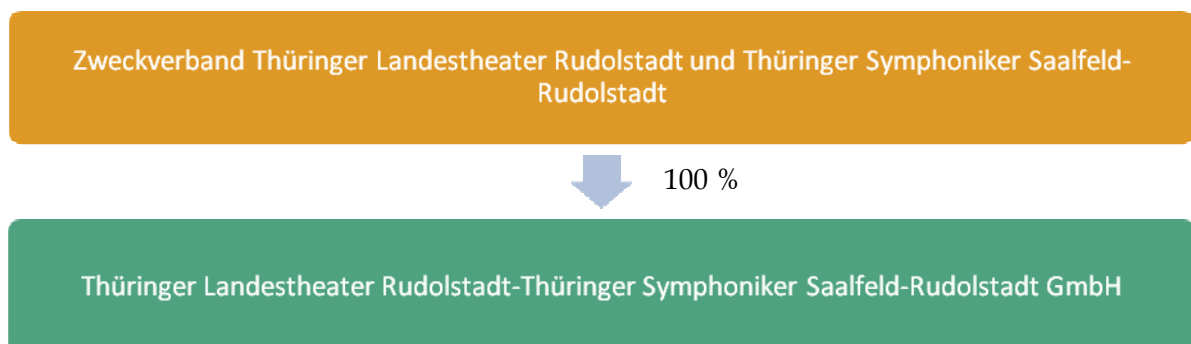 Zweckverband Thüringer Landestheater Rudolstadt und Thüringer Symphoniker Saalfeld-
Rudolstadt
100 %
Thüringer Landestheater Rudolstadt-Thüringer Symphoniker Saalfeld-Rudolstadt GmbH